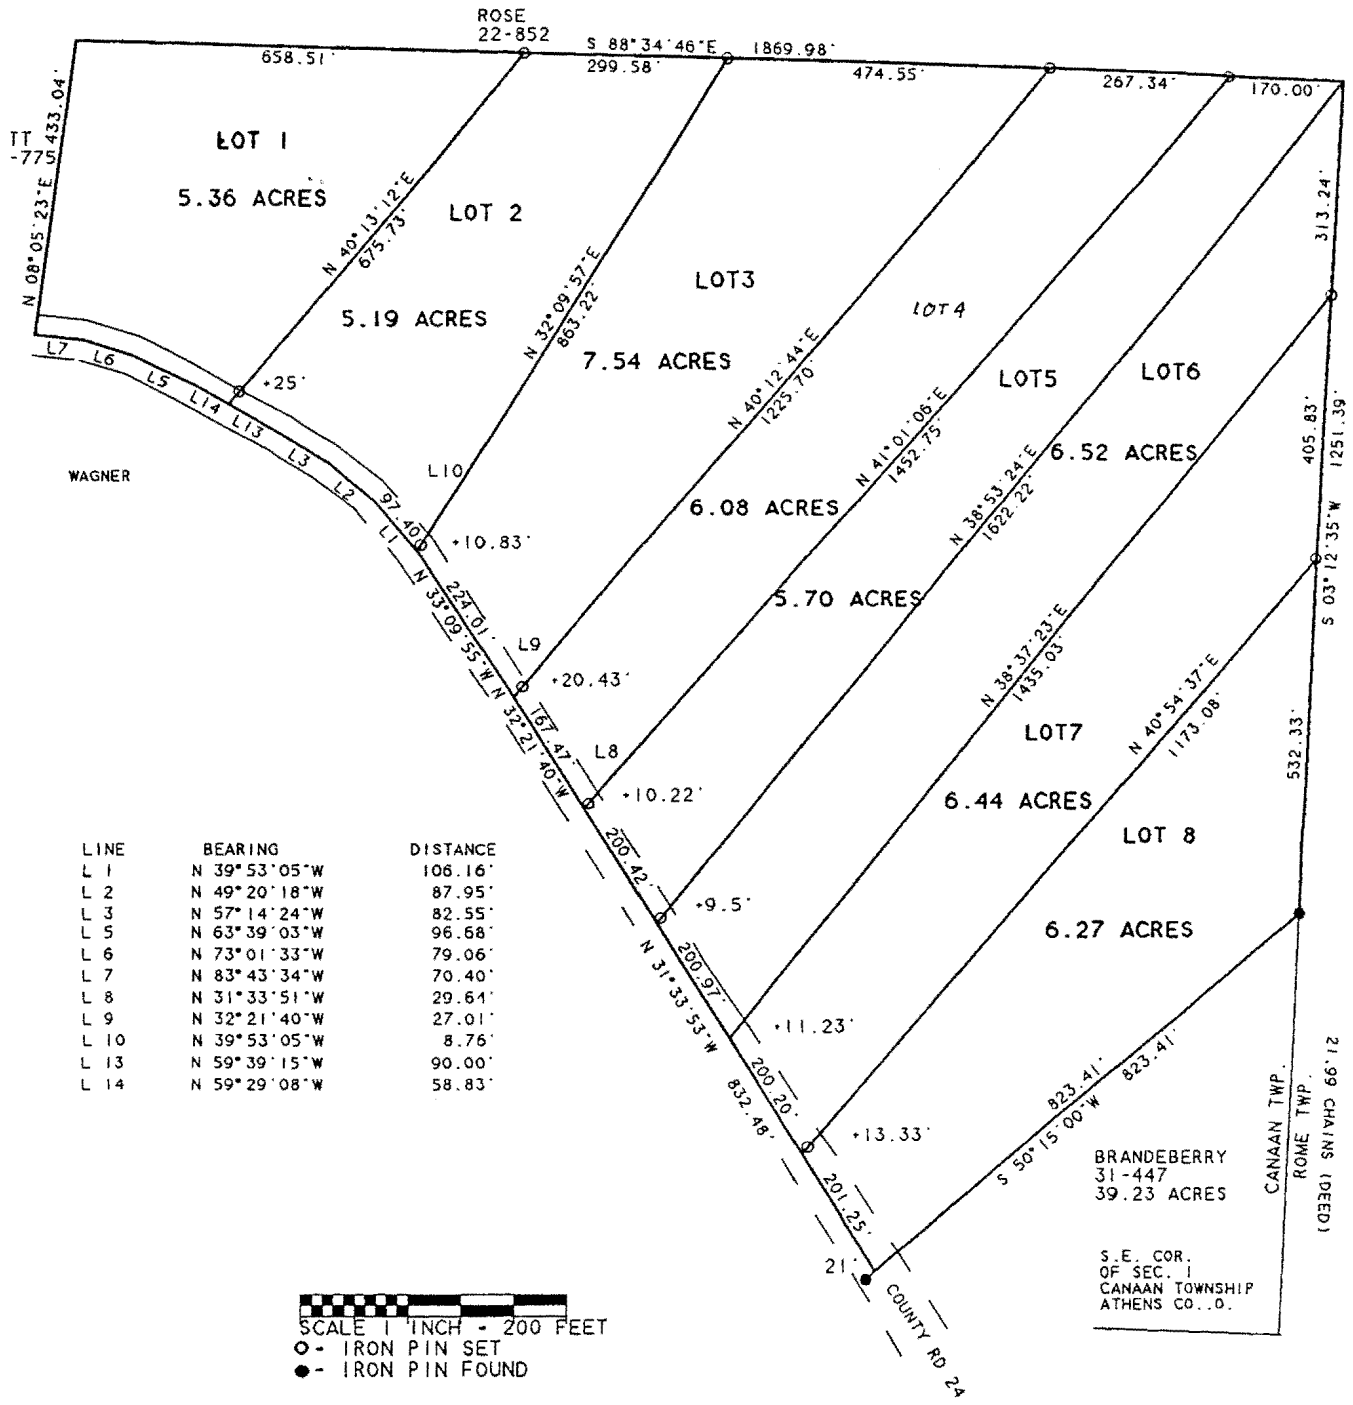 ROSE
22-852
S 88°34'46"E 1869.98'
658.51'
299.58'
474.55'
267.34'
170.00'
TT
-775
N 08°05'23"E 433.04'
LOT 1
5.36 ACRES
N 40°13'12"E
675.73'
LOT 2
5.19 ACRES
N 32°09'57"E
863.22'
LOT3
7.54 ACRES
N 40°12'44"E
1225.70'
LOT4
6.08 ACRES
N 41°01'06"E
1452.75'
LOT5
5.70 ACRES
N 38°53'24"E
1622.22'
LOT6
6.52 ACRES
N 38°37'23"E
1435.03'
LOT7
6.44 ACRES
N 40°54'37"E
1173.08'
LOT 8
6.27 ACRES
313.24'
405.83'
532.33'
S 03°12'35"W 1251.39'
L7
L6
L5
L14
L13
L3
L2
L1
+25'
WAGNER
L10
97.40'
+10.83'
224.01'
N 33°09'55"W
L9
+20.43'
167.47'
N 32°21'40"W
L8
+10.22'
200.42'
+9.5'
200.97'
N 31°33'53"W 832.48'
+11.23'
200.20'
+13.33'
201.25'
21'
COUNTY RD 24
823.41'
823.41'
S 50°15'00"W
CANAAN TWP.
ROME TWP.
21.99 CHAINS (DEED)
BRANDEBERRY
31-447
39.23 ACRES
S.E. COR.
OF SEC. 1
CANAAN TOWNSHIP
ATHENS CO..O.
LINE BEARING DISTANCE
L 1 N 39°53'05"W 106.16'
L 2 N 49°20'18"W 87.95'
L 3 N 57°14'24"W 82.55'
L 5 N 63°39'03"W 96.68'
L 6 N 73°01'33"W 79.06'
L 7 N 83°43'34"W 70.40'
L 8 N 31°33'51"W 29.61'
L 9 N 32°21'40"W 27.01'
L 10 N 39°53'05"W 8.76'
L 13 N 59°39'15"W 90.00'
L 14 N 59°29'08"W 58.83'
SCALE 1 INCH - 200 FEET
O - IRON PIN SET
● - IRON PIN FOUND